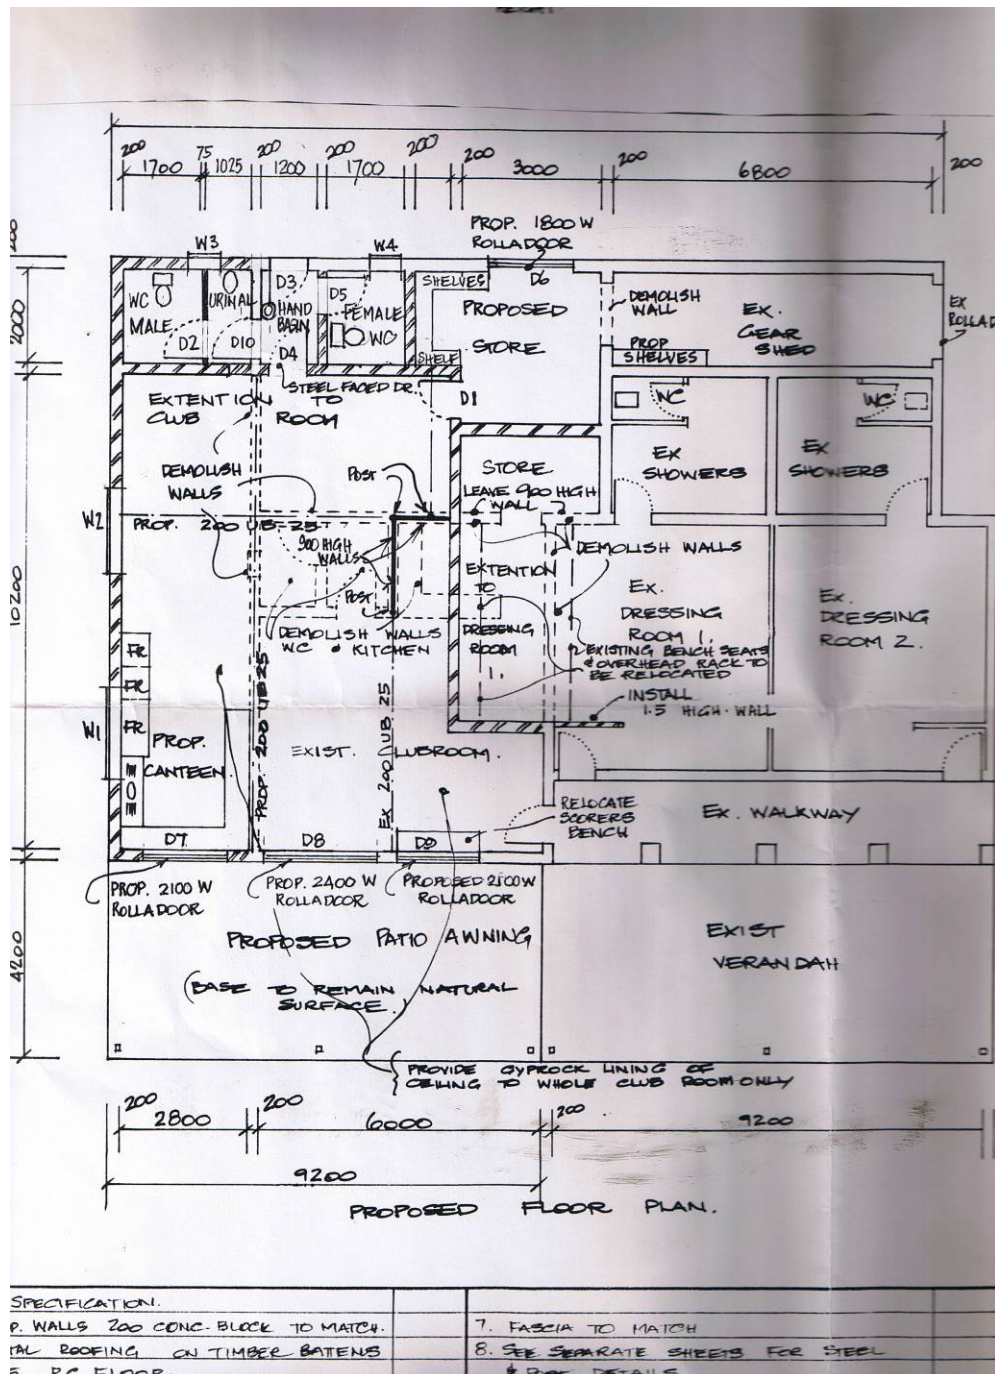 200
1700
75
1025
200
1200
200
1700
200
200
3000
200
6800
200
PROP. 1800 W
ROLLADOOR
W3
W4
D6
WC
MALE
URINAL
D2
D10
D3
HAND
BASIN
D4
D5
FEMALE
WC
SHELVES
PROPOSED
STORE
SHELF
DEMOLISH
WALL
PROP
SHELVES
EX.
GEAR
SHED
EX
ROLLAD
2000
STEEL FACED DR.
EXTENTION TO
CLUB ROOM
D1
WC
WC
EX
SHOWERS
EX
SHOWERS
DEMOLISH
WALLS
POST
STORE
LEAVE 900 HIGH
WALL
W2
PROP. 200 UB 25
900 HIGH
WALLS
POST
DEMOLISH WALLS
EXTENTION
TO
DRESSING
ROOM
1.
EX.
DRESSING
ROOM 1.
EX.
DRESSING
ROOM 2.
10200
DEMOLISH WALLS
WC & KITCHEN
EXISTING BENCH SEATS
& OVERHEAD RACK TO
BE RELOCATED
INSTALL
1.5 HIGH WALL
FR
FR
FR
W1
PROP.
CANTEEN
PROP. 200 UB 25
EXIST. CLUBROOM.
EX 200 UB 25
RELOCATE
SCORERS
BENCH
EX. WALKWAY
D7
D8
D9
PROP. 2100 W
ROLLADOOR
PROP. 2400 W
ROLLADOOR
PROPOSED 2100 W
ROLLADOOR
4200
PROPOSED PATIO AWNING
(BASE TO REMAIN NATURAL
SURFACE.)
EXIST
VERANDAH
PROVIDE GYPROCK LINING OF
CEILING TO WHOLE CLUB ROOM ONLY
200
2800
200
6000
200
9200
9200
PROPOSED FLOOR PLAN.
SPECIFICATION.
P. WALLS 200 CONC. BLOCK TO MATCH.
TAL ROOFING ON TIMBER BATTENS
7. FASCIA TO MATCH
8. SEE SEPARATE SHEETS FOR STEEL